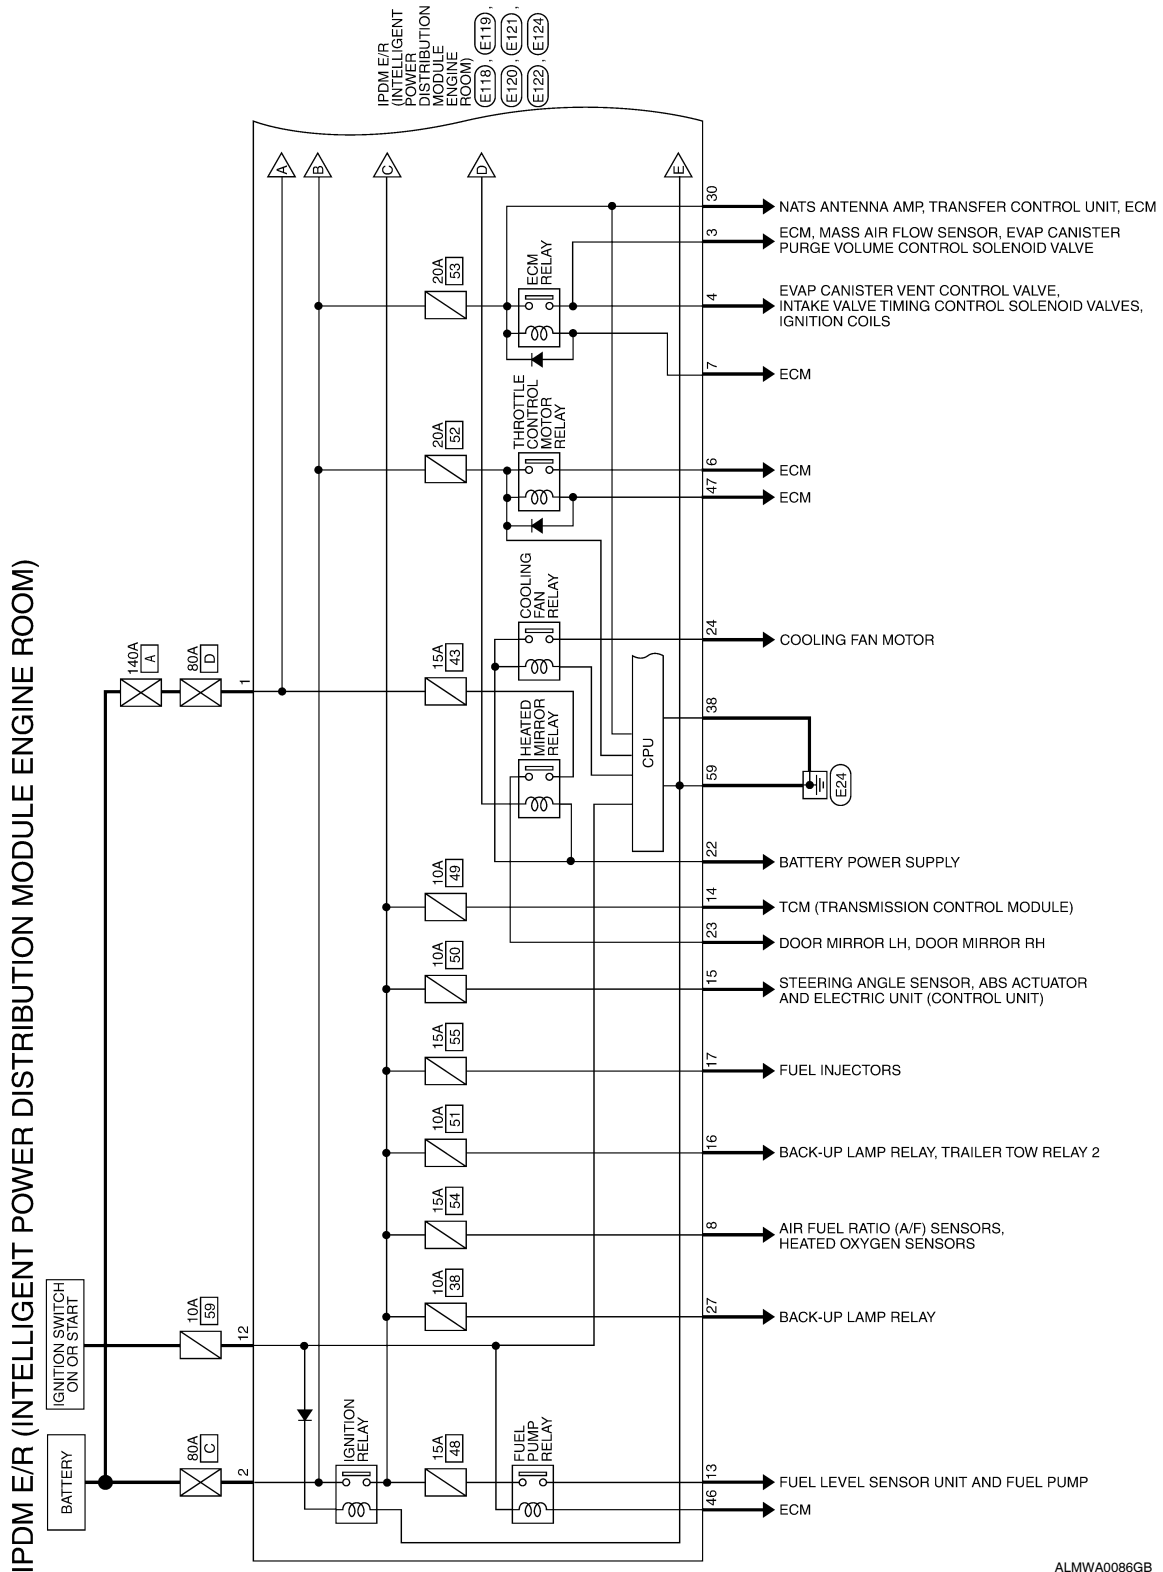 IPDM E/R (INTELLIGENT POWER DISTRIBUTION MODULE ENGINE ROOM)
IPDM E/R
(INTELLIGENT
POWER
DISTRIBUTION
MODULE
ENGINE
ROOM)
E118 , E119 ,
E120 , E121 ,
E122 , E124
A
B
C
D
E
30
NATS ANTENNA AMP, TRANSFER CONTROL UNIT, ECM
3
ECM, MASS AIR FLOW SENSOR, EVAP CANISTER
PURGE VOLUME CONTROL SOLENOID VALVE
20A
53
ECM
RELAY
4
EVAP CANISTER VENT CONTROL VALVE,
INTAKE VALVE TIMING CONTROL SOLENOID VALVES,
IGNITION COILS
7
ECM
20A
52
THROTTLE
CONTROL
MOTOR
RELAY
6
ECM
47
ECM
COOLING
FAN
RELAY
24
COOLING FAN MOTOR
140A
A
80A
D
1
15A
43
HEATED
MIRROR
RELAY
CPU
38
59
E24
22
BATTERY POWER SUPPLY
10A
49
14
TCM (TRANSMISSION CONTROL MODULE)
23
DOOR MIRROR LH, DOOR MIRROR RH
10A
50
15
STEERING ANGLE SENSOR, ABS ACTUATOR
AND ELECTRIC UNIT (CONTROL UNIT)
15A
55
17
FUEL INJECTORS
10A
51
16
BACK-UP LAMP RELAY, TRAILER TOW RELAY 2
15A
54
8
AIR FUEL RATIO (A/F) SENSORS,
HEATED OXYGEN SENSORS
10A
38
27
BACK-UP LAMP RELAY
IGNITION SWITCH
ON OR START
10A
59
12
BATTERY
80A
C
2
IGNITION
RELAY
15A
48
FUEL
PUMP
RELAY
13
FUEL LEVEL SENSOR UNIT AND FUEL PUMP
46
ECM
ALMWA0086GB